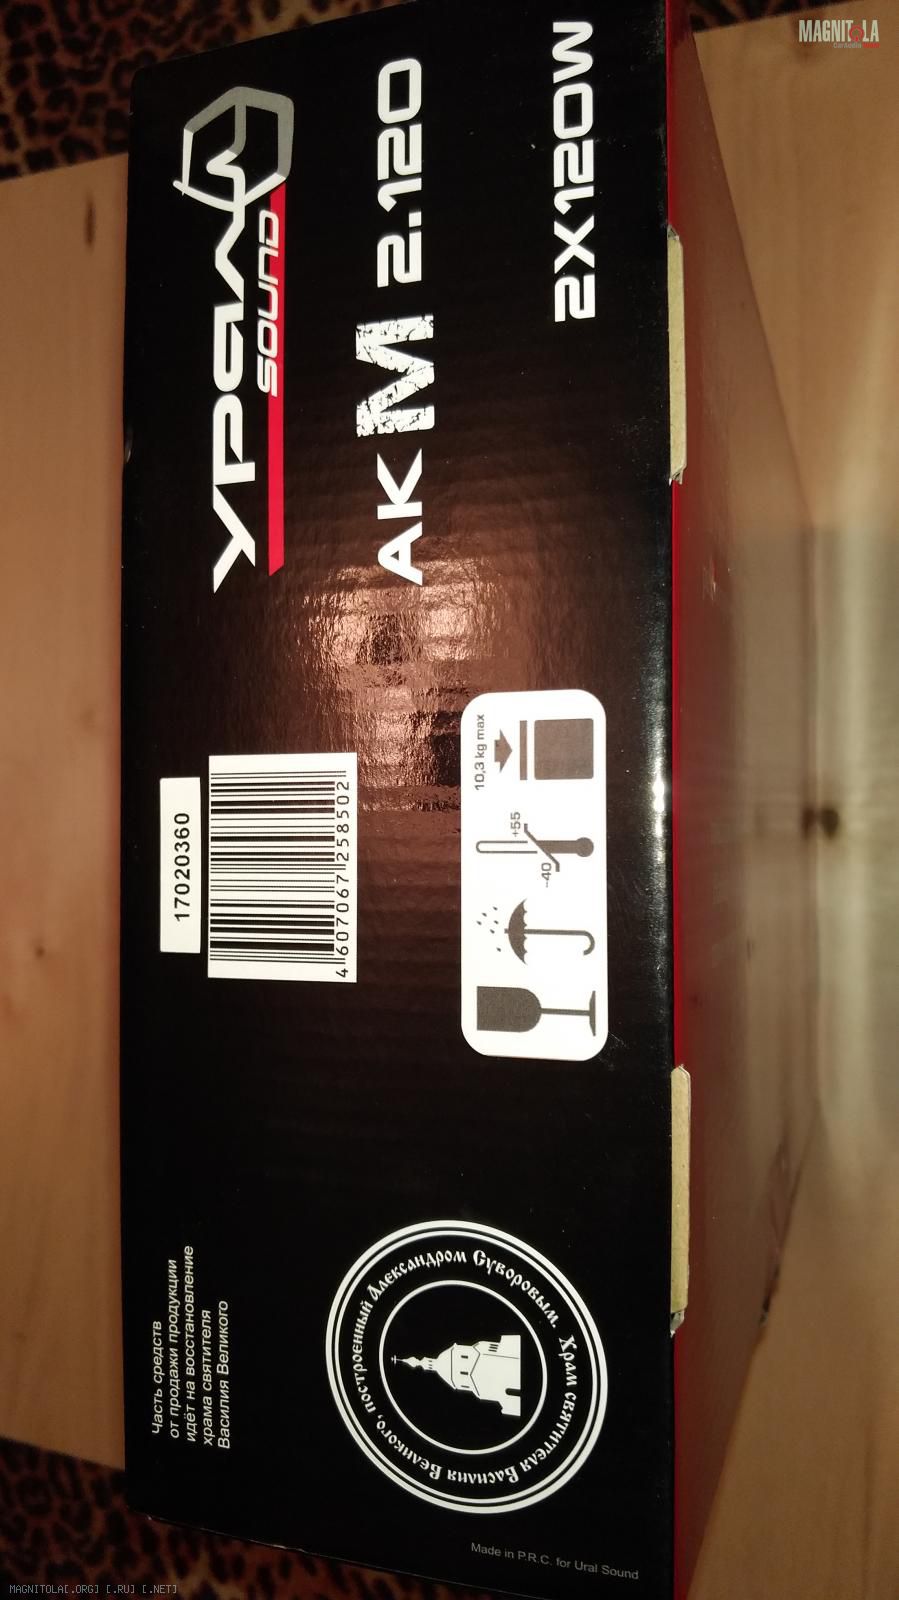 MAGNITOLA
CarAudio
УРАЛ
SOUND
АК М 2.120
2X120W
17020360
4 607067 258502
-40 +55
10,3 kg max
Часть средств
от продажи продукции
идёт на восстановление
храма святителя
Василия Великого
Храм святителя Василия Великого, построенный Александром Суворовым.
Made in P.R.C. for Ural Sound
MAGNITOLA[.ORG] [.RU] [.NET]